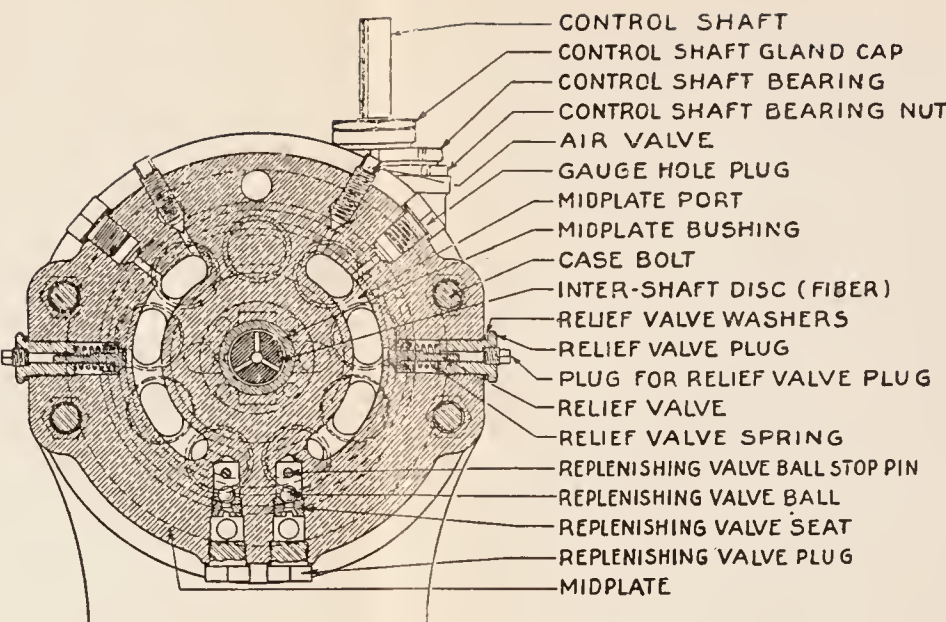 CONTROL SHAFT
CONTROL SHAFT GLAND CAP
CONTROL SHAFT BEARING
CONTROL SHAFT BEARING NUT
AIR VALVE
GAUGE HOLE PLUG
MIDPLATE PORT
MIDPLATE BUSHING
CASE BOLT
INTER-SHAFT DISC (FIBER)
RELIEF VALVE WASHERS
RELIEF VALVE PLUG
PLUG FOR RELIEF VALVE PLUG
RELIEF VALVE
RELIEF VALVE SPRING
REPLENISHING VALVE BALL STOP PIN
REPLENISHING VALVE BALL
REPLENISHING VALVE SEAT
REPLENISHING VALVE PLUG
MIDPLATE